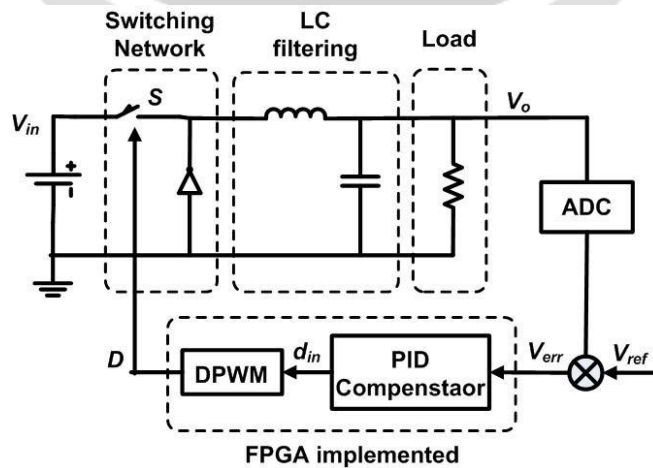 Switching
Network
LC
filtering
Load
S
V_in
V_o
+
-
ADC
D
DPWM
d_in
PID
Compenstaor
V_err
V_ref
FPGA implemented